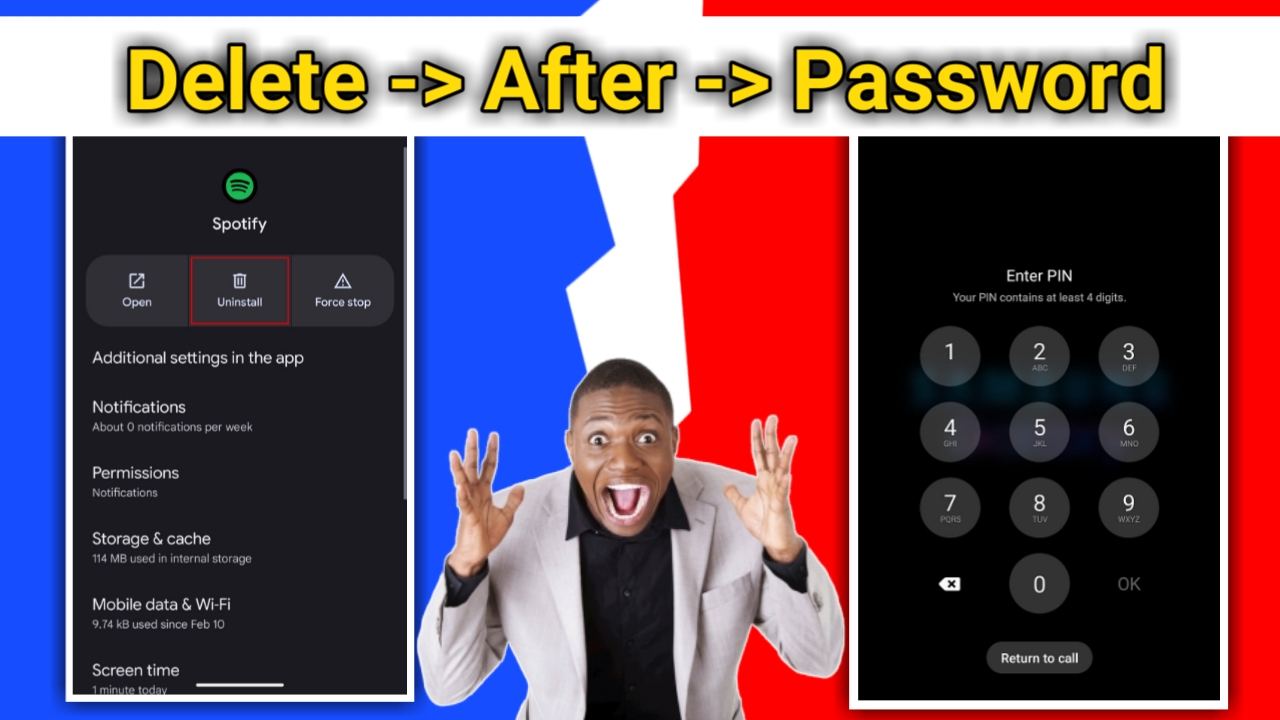 Delete -> After -> Password
Spotify
Open
Uninstall
Force stop
Additional settings in the app
Notifications
About 0 notifications per week
Permissions
Notifications
Storage & cache
114 MB used in internal storage
Mobile data & Wi-Fi
9.74 kB used since Feb 10
Screen time
1 minute today
Enter PIN
Your PIN contains at least 4 digits.
1 2 3
ABC DEF
4 5 6
GHI JKL MNO
7 8 9
PQRS TUV WXYZ
0 OK
Return to call